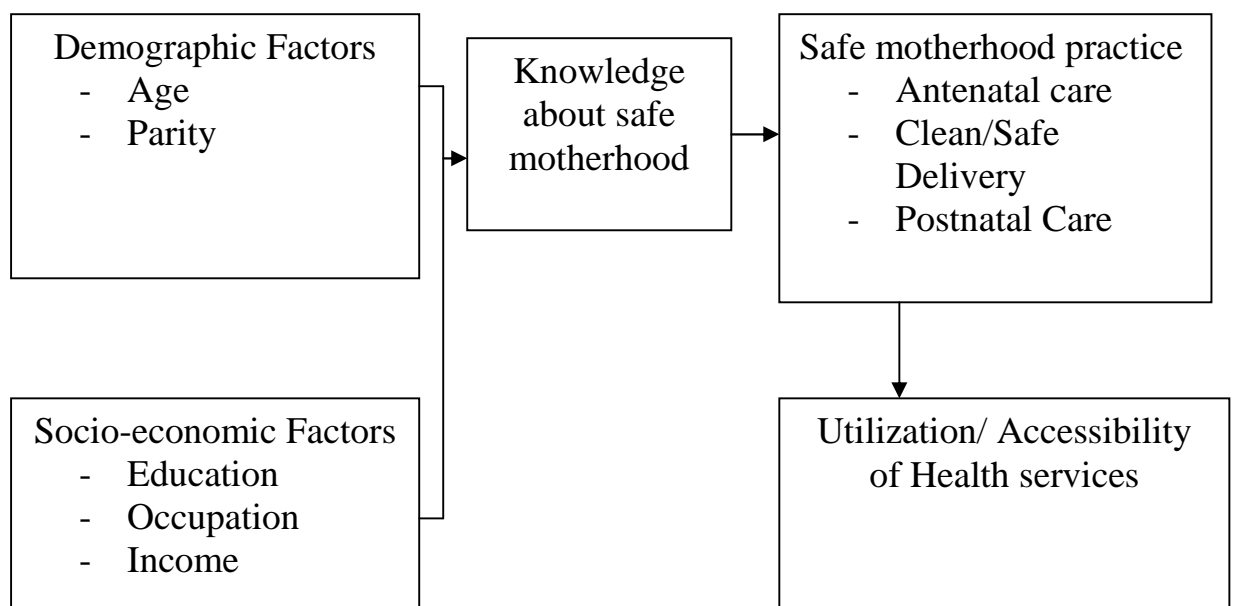 Demographic Factors
- Age
- Parity
Knowledge
about safe
motherhood
Safe motherhood practice
- Antenatal care
- Clean/Safe
Delivery
- Postnatal Care
Socio-economic Factors
- Education
- Occupation
- Income
Utilization/ Accessibility
of Health services